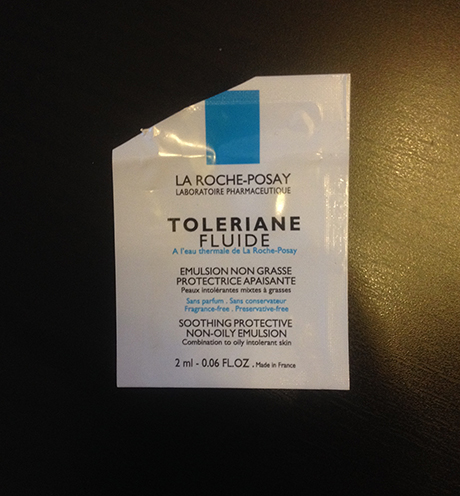 LA ROCHE-POSAY
LABORATOIRE PHARMACEUTIQUE
TOLERIANE
FLUIDE
A l'eau thermale de La Roche-Posay
EMULSION NON GRASSE
PROTECTRICE APAISANTE
Peaux intolérantes mixtes à grasses
Sans parfum . Sans conservateur
Fragrance-free . Preservative-free
SOOTHING PROTECTIVE
NON-OILY EMULSION
Combination to oily intolerant skin
2 ml - 0.06 FL.OZ . Made in France